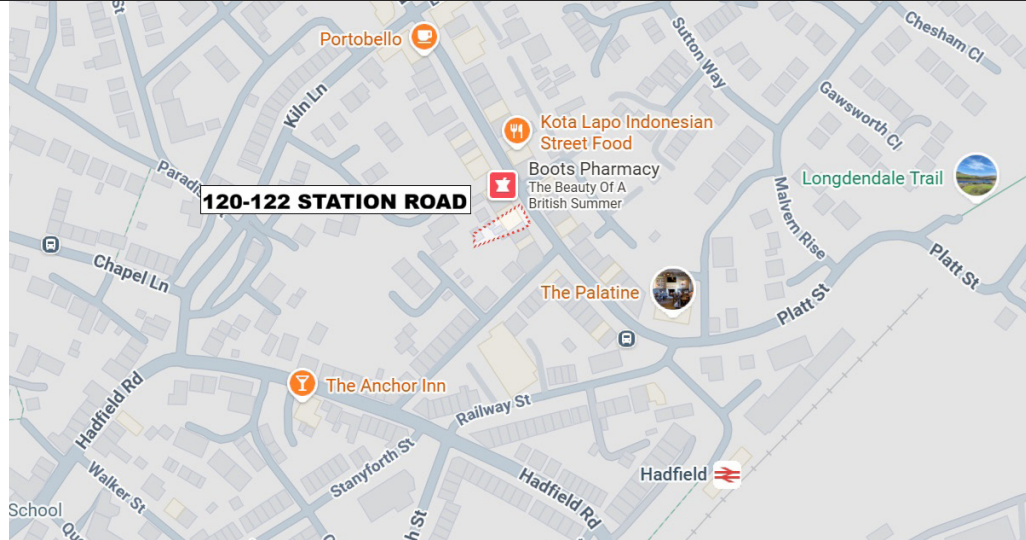 Portobello
Kiln Ln
Sutton Way
Chesham Cl
Gawsworth Cl
Kota Lapo Indonesian
Street Food
Boots Pharmacy
The Beauty Of A
British Summer
Longdendale Trail
120-122 STATION ROAD
Malvern Rise
Chapel Ln
The Palatine
Platt St
Platt St
The Anchor Inn
Hadfield Rd
Railway St
Stanyforth St
Hadfield
Walker St
Hadfield Rd
School